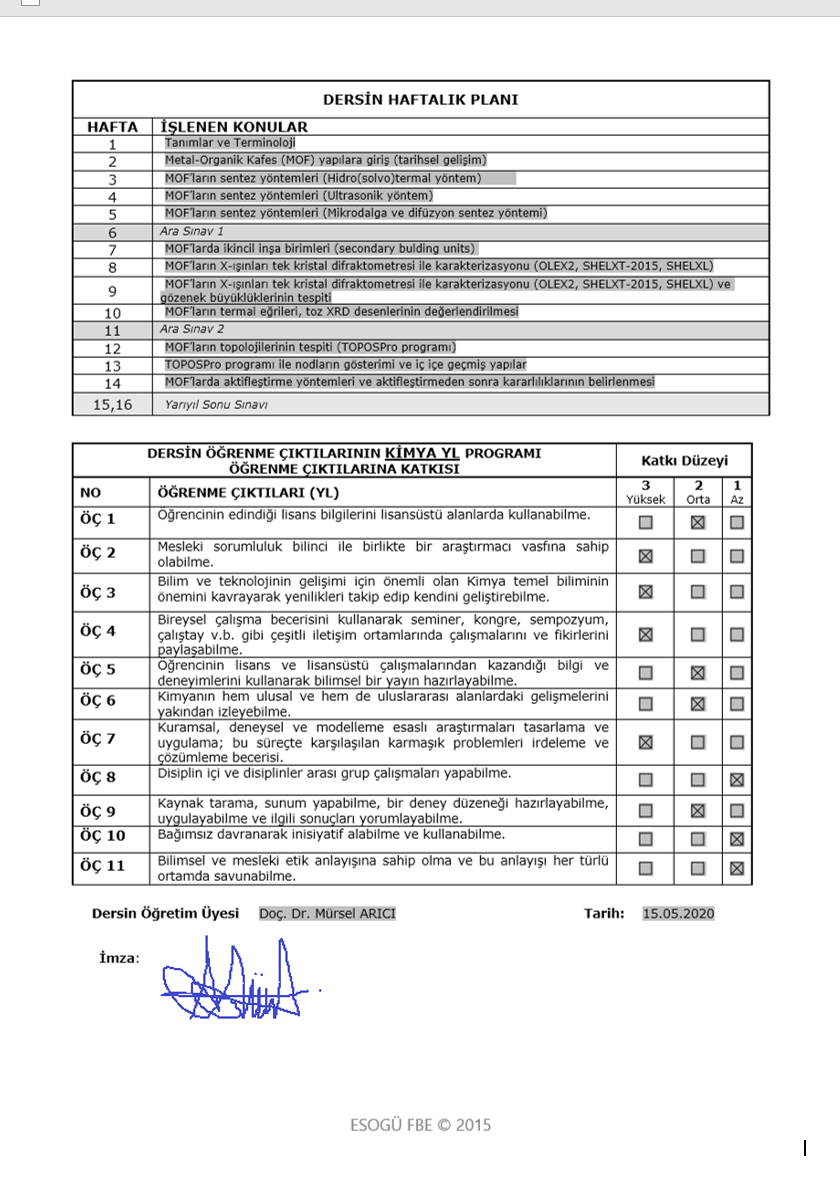 DERSİN HAFTALIK PLANI
HAFTA İŞLENEN KONULAR
1 Tanımlar ve Terminoloji
2 Metal-Organik Kafes (MOF) yapılara giriş (tarihsel gelişim)
3 MOF'ların sentez yöntemleri (Hidro(solvo)termal yöntem)
4 MOF'ların sentez yöntemleri (Ultrasonik yöntem)
5 MOF'ların sentez yöntemleri (Mikrodalga ve difüzyon sentez yöntemi)
6 Ara Sınav 1
7 MOF'larda ikincil inşa birimleri (secondary bulding units)
8 MOF'ların X-ışınları tek kristal difraktometresi ile karakterizasyonu (OLEX2, SHELXT-2015, SHELXL)
9 MOF'ların X-ışınları tek kristal difraktometresi ile karakterizasyonu (OLEX2, SHELXT-2015, SHELXL) ve
gözenek büyüklüklerinin tespiti
10 MOF'ların termal eğrileri, toz XRD desenlerinin değerlendirilmesi
11 Ara Sınav 2
12 MOF'ların topolojilerinin tespiti (TOPOSPro programı)
13 TOPOSPro programı ile nodların gösterimi ve iç içe geçmiş yapılar
14 MOF'larda aktifleştirme yöntemleri ve aktifleştirmeden sonra kararlılıklarının belirlenmesi
15,16 Yarıyıl Sonu Sınavı
DERSİN ÖĞRENME ÇIKTILARININ KİMYA YL PROGRAMI
ÖĞRENME ÇIKTILARINA KATKISI
Katkı Düzeyi
NO ÖĞRENME ÇIKTILARI (YL)
3 2 1
Yüksek Orta Az
ÖÇ 1 Öğrencinin edindiği lisans bilgilerini lisansüstü alanlarda kullanabilme.
ÖÇ 2 Mesleki sorumluluk bilinci ile birlikte bir araştırmacı vasfına sahip
olabilme.
ÖÇ 3 Bilim ve teknolojinin gelişimi için önemli olan Kimya temel biliminin
önemini kavrayarak yenilikleri takip edip kendini geliştirebilme.
ÖÇ 4 Bireysel çalışma becerisini kullanarak seminer, kongre, sempozyum,
çalıştay v.b. gibi çeşitli iletişim ortamlarında çalışmalarını ve fikirlerini
paylaşabilme.
ÖÇ 5 Öğrencinin lisans ve lisansüstü çalışmalarından kazandığı bilgi ve
deneyimlerini kullanarak bilimsel bir yayın hazırlayabilme.
ÖÇ 6 Kimyanın hem ulusal ve hem de uluslararası alanlardaki gelişmelerini
yakından izleyebilme.
ÖÇ 7 Kuramsal, deneysel ve modelleme esaslı araştırmaları tasarlama ve
uygulama; bu süreçte karşılaşılan karmaşık problemleri irdeleme ve
çözümleme becerisi.
ÖÇ 8 Disiplin içi ve disiplinler arası grup çalışmaları yapabilme.
ÖÇ 9 Kaynak tarama, sunum yapabilme, bir deney düzeneği hazırlayabilme,
uygulayabilme ve ilgili sonuçları yorumlayabilme.
ÖÇ 10 Bağımsız davranarak inisiyatif alabilme ve kullanabilme.
ÖÇ 11 Bilimsel ve mesleki etik anlayışına sahip olma ve bu anlayışı her türlü
ortamda savunabilme.
Dersin Öğretim Üyesi Doç. Dr. Mürsel ARICI Tarih: 15.05.2020
İmza:
ESOGÜ FBE © 2015